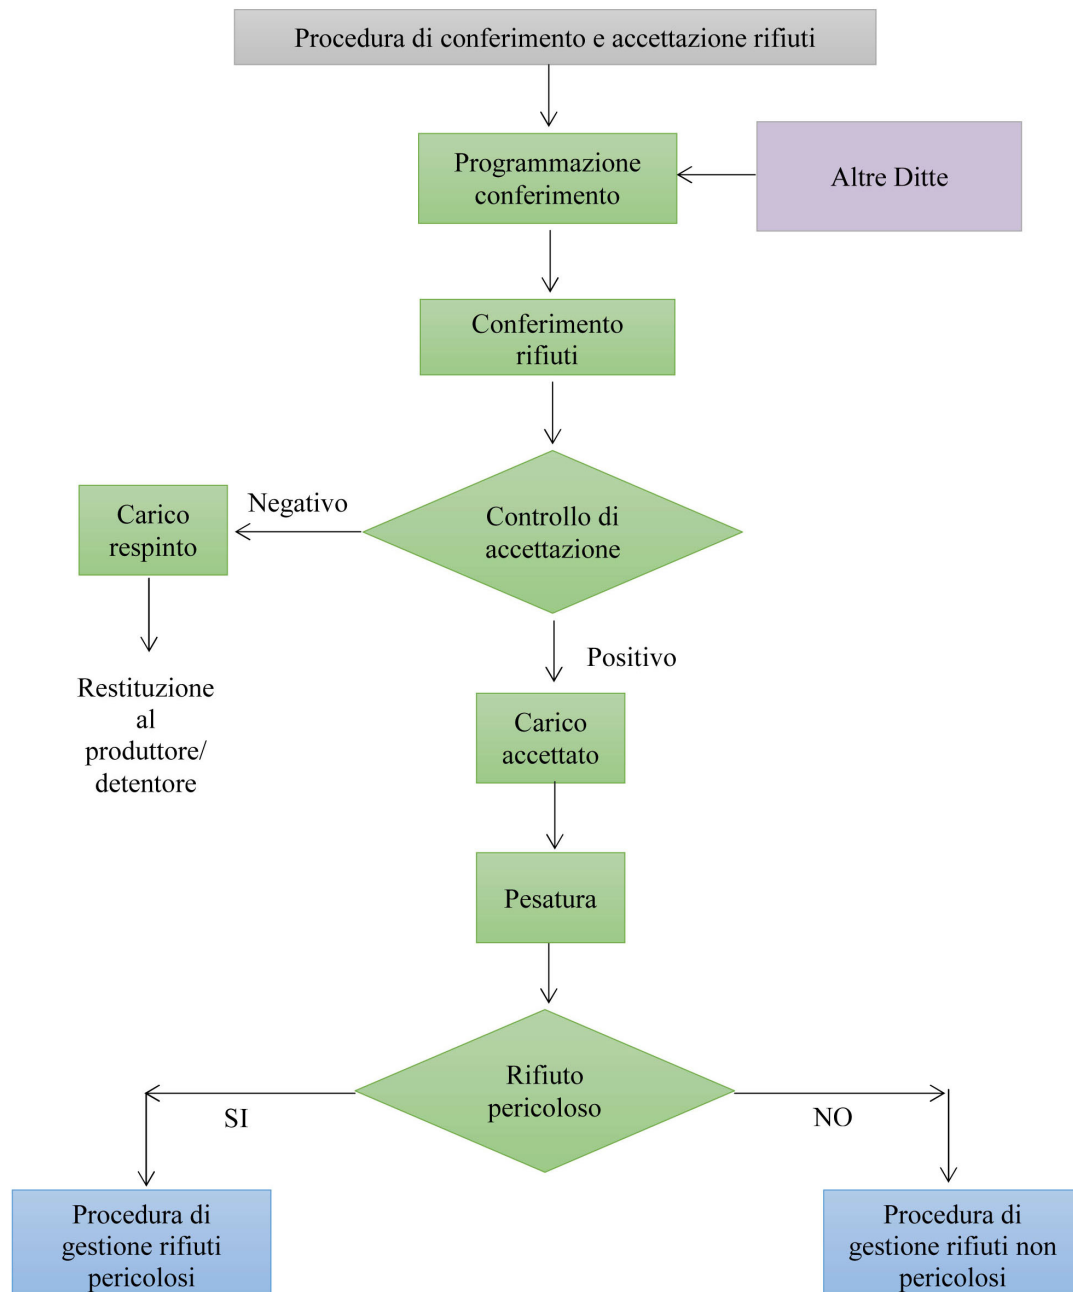 Procedura di conferimento e accettazione rifiuti
Programmazione
conferimento
Altre Ditte
Conferimento
rifiuti
Controllo di
accettazione
Negativo
Carico
respinto
Restituzione
al
produttore/
detentore
Positivo
Carico
accettato
Pesatura
Rifiuto
pericoloso
SI
NO
Procedura di
gestione rifiuti
pericolosi
Procedura di
gestione rifiuti non
pericolosi